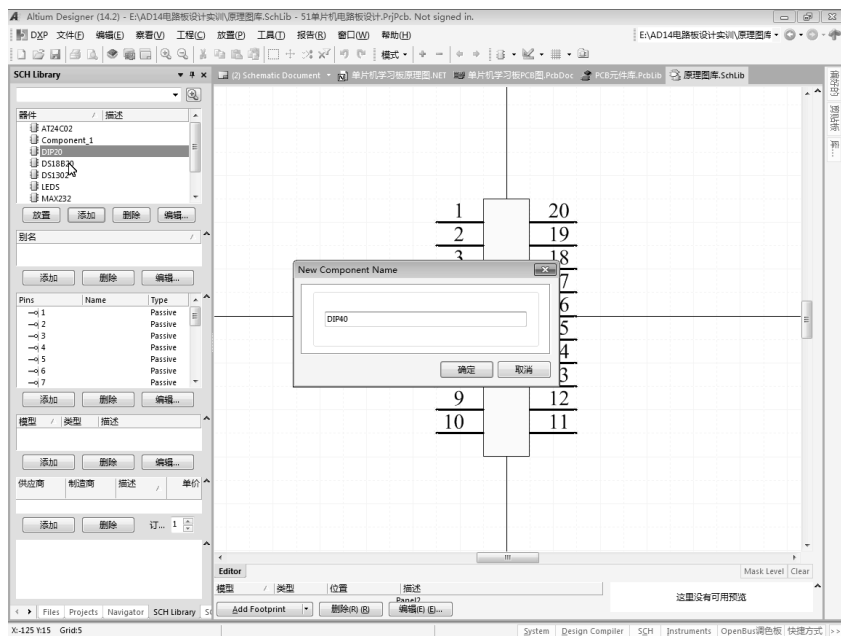 Altium Designer (14.2) - E:\AD14电路板设计实训\原理图库.SchLib - 51单片机电路板设计.PrjPcb. Not signed in.
DXP 文件(F) 编辑(E) 察看(V) 工程(C) 放置(P) 工具(T) 报告(R) 窗口(W) 帮助(H) E:\AD14电路板设计实训\原理图库
模式
SCH Library
(2) Schematic Document 单片机学习板原理图.NET 单片机学习板PCB图.PcbDoc PCB元件库.PcbLib 原理图库.SchLib
器件 / 描述
AT24C02
Component_1
DIP20
DS18B20
DS1302
LEDS
MAX232
放置 添加 删除 编辑...
别名 /
添加 删除 编辑...
Pins Name Type
1 Passive
2 Passive
3 Passive
4 Passive
5 Passive
6 Passive
7 Passive
添加 删除 编辑...
模型 / 类型 描述
添加 删除 编辑...
供应商 制造商 描述 / 单价
添加 删除 订... 1
1 20
2 19
3 18
7
6
5
4
3
9 12
10 11
New Component Name
DIP40
确定 取消
Editor Mask Level Clear
模型 / 类型 位置 描述
Panel2
这里没有可用预览
Add Footprint 删除(R) (R) 编辑(E) (E)...
Files Projects Navigator SCH Library
X:-125 Y:15 Grid:5 System Design Compiler SCH Instruments OpenBus调色板 快捷方式 >>